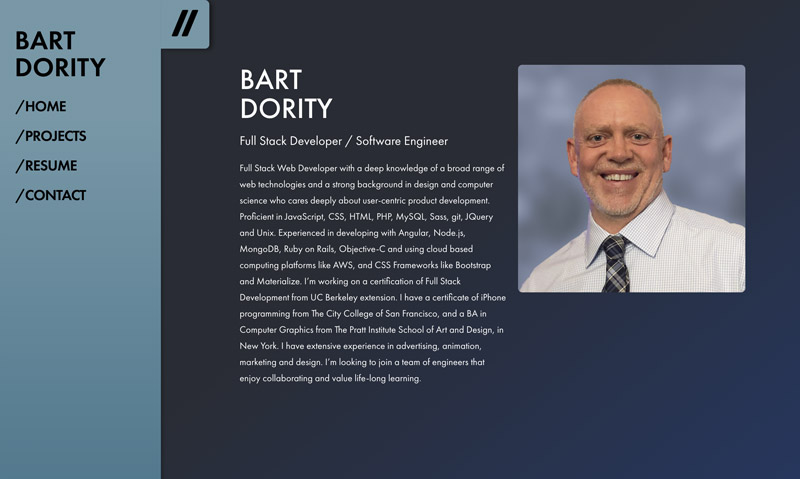 BART
DORITY
/HOME
/PROJECTS
/RESUME
/CONTACT
//
BART
DORITY
Full Stack Developer / Software Engineer
Full Stack Web Developer with a deep knowledge of a broad range of
web technologies and a strong background in design and computer
science who cares deeply about user-centric product development.
Proficient in JavaScript, CSS, HTML, PHP, MySQL, Sass, git, JQuery
and Unix. Experienced in developing with Angular, Node.js,
MongoDB, Ruby on Rails, Objective-C and using cloud based
computing platforms like AWS, and CSS Frameworks like Bootstrap
and Materialize. I'm working on a certification of Full Stack
Development from UC Berkeley extension. I have a certificate of iPhone
programming from The City College of San Francisco, and a BA in
Computer Graphics from The Pratt Institute School of Art and Design, in
New York. I have extensive experience in advertising, animation,
marketing and design. I'm looking to join a team of engineers that
enjoy collaborating and value life-long learning.